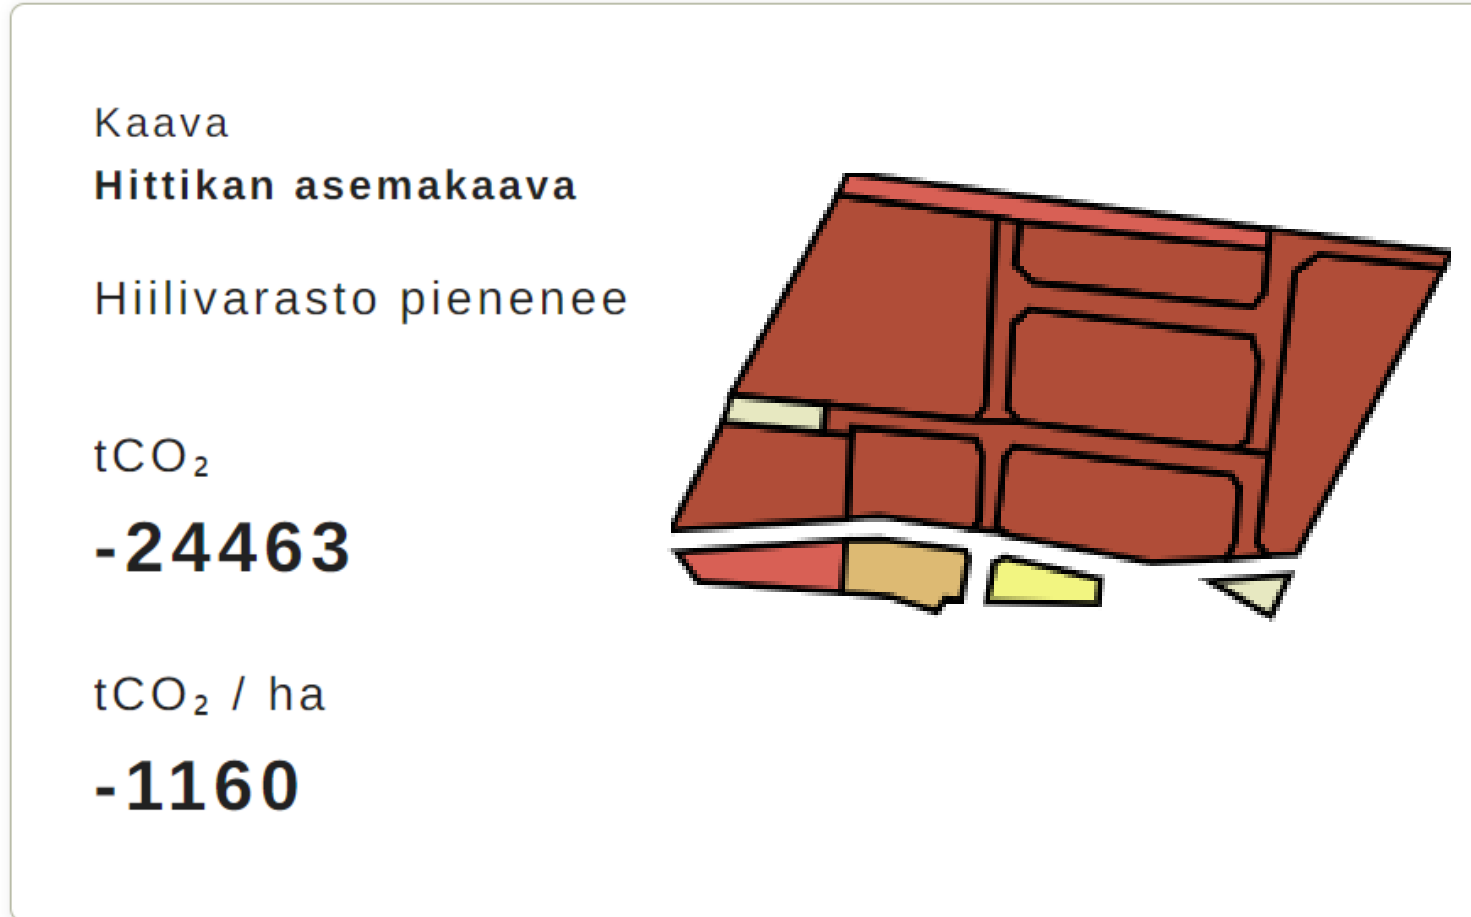 Kaava
Hittikan asemakaava
Hiilivarasto pienenee
tCO₂
-24463
tCO₂ / ha
-1160